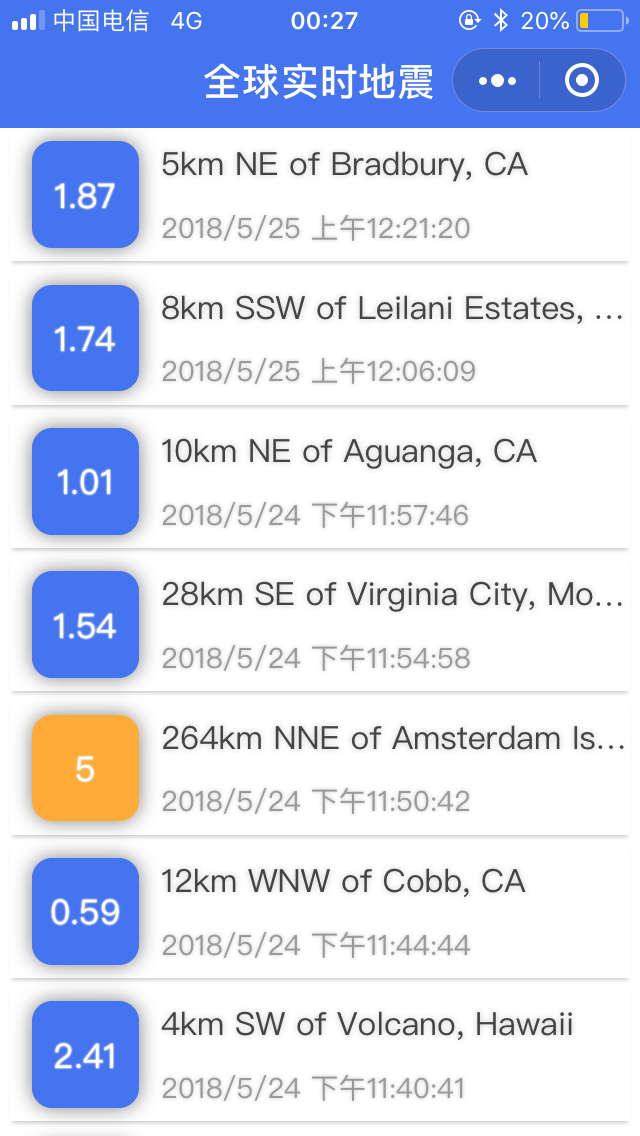 中国电信 4G 00:27 20%
全球实时地震
1.87
5km NE of Bradbury, CA
2018/5/25 上午12:21:20
1.74
8km SSW of Leilani Estates, ...
2018/5/25 上午12:06:09
1.01
10km NE of Aguanga, CA
2018/5/24 下午11:57:46
1.54
28km SE of Virginia City, Mo...
2018/5/24 下午11:54:58
5
264km NNE of Amsterdam Is...
2018/5/24 下午11:50:42
0.59
12km WNW of Cobb, CA
2018/5/24 下午11:44:44
2.41
4km SW of Volcano, Hawaii
2018/5/24 下午11:40:41